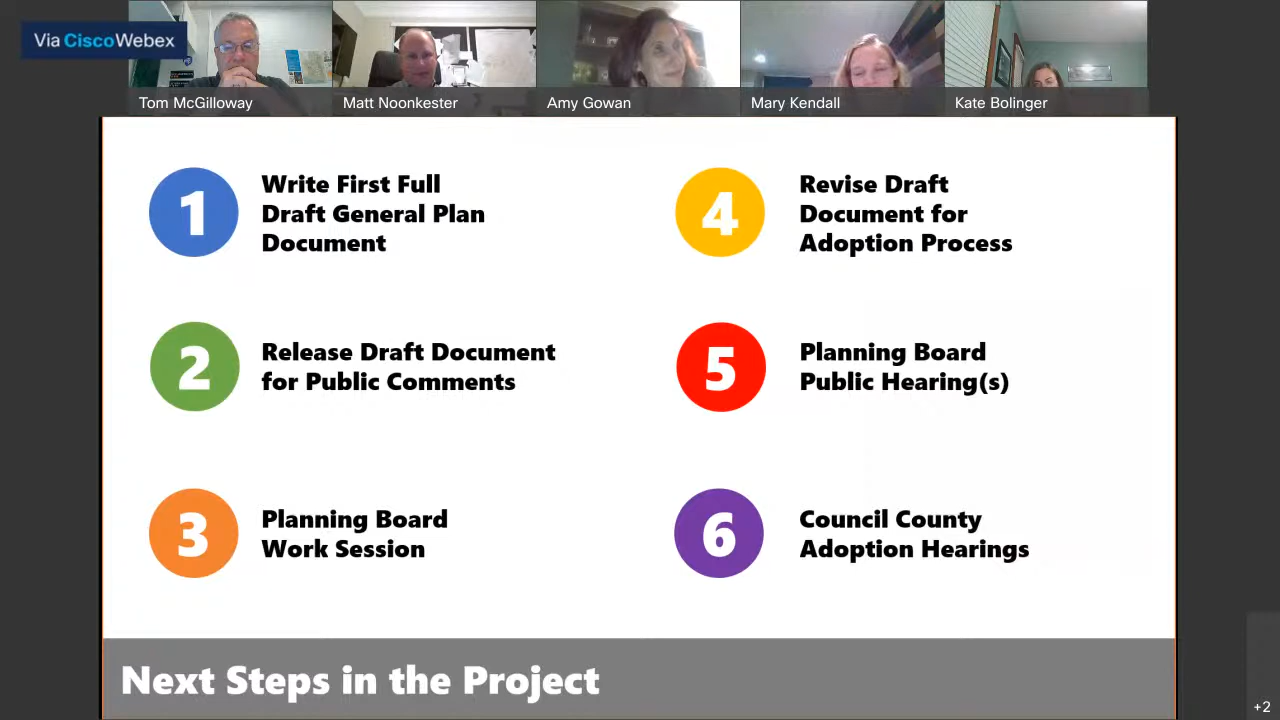 Via CiscoWebex
Tom McGilloway
Matt Noonkester
Amy Gowan
Mary Kendall
Kate Bolinger
1
Write First Full
Draft General Plan
Document
2
Release Draft Document
for Public Comments
3
Planning Board
Work Session
4
Revise Draft
Document for
Adoption Process
5
Planning Board
Public Hearing(s)
6
Council County
Adoption Hearings
Next Steps in the Project
+2